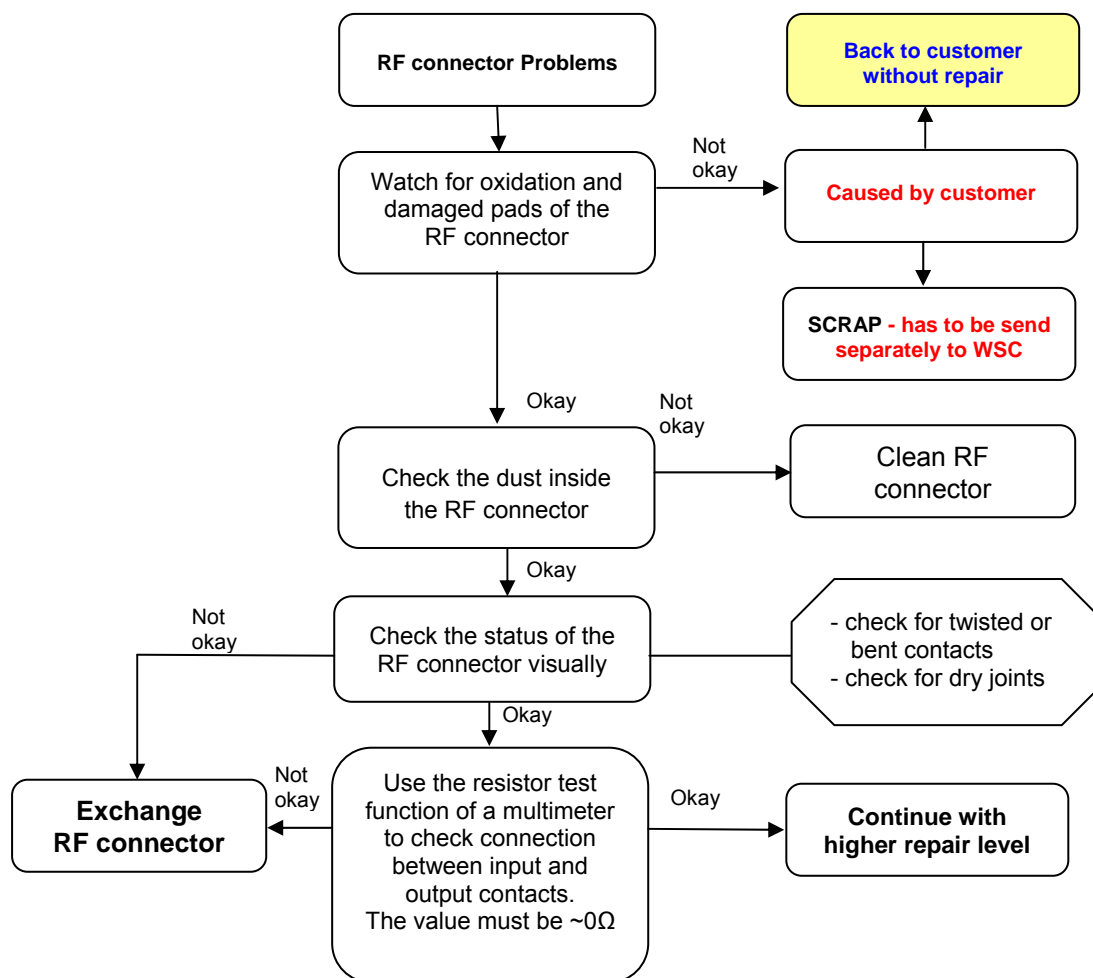 RF connector Problems
Back to customer
without repair
Not
okay
Watch for oxidation and
damaged pads of the
RF connector
Caused by customer
SCRAP - has to be send
separately to WSC
Okay
Not
okay
Check the dust inside
the RF connector
Clean RF
connector
Okay
Not
okay
Check the status of the
RF connector visually
- check for twisted or
bent contacts
- check for dry joints
Okay
Exchange
RF connector
Not
okay
Use the resistor test
function of a multimeter
to check connection
between input and
output contacts.
The value must be ~0Ω
Okay
Continue with
higher repair level